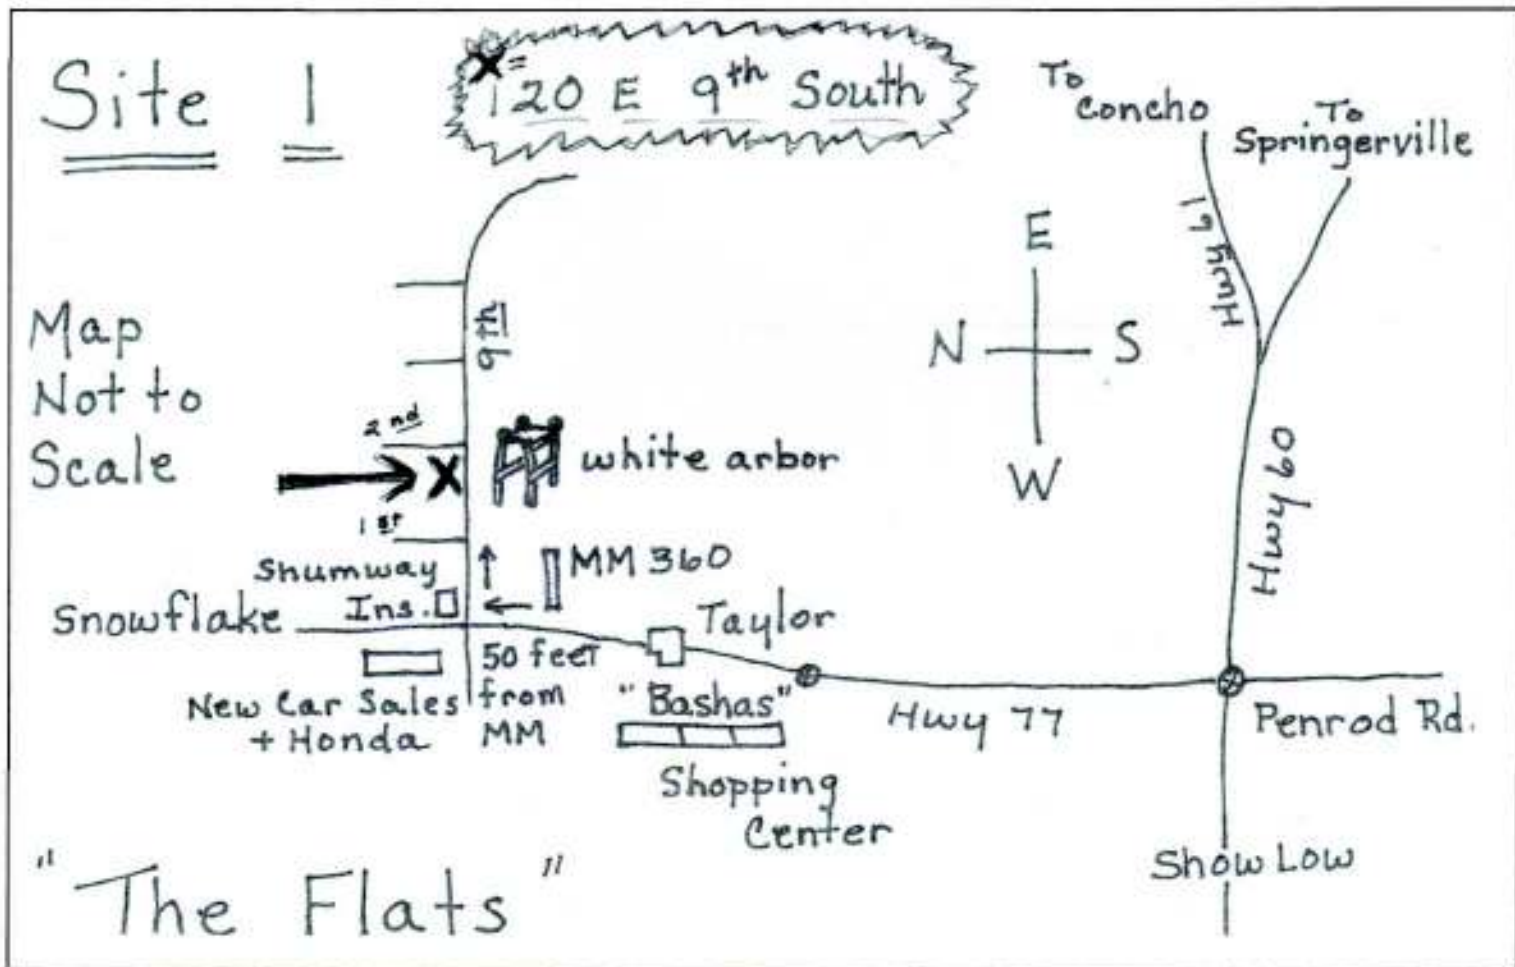 Site 1
X =
120 E 9th South
To
Concho
To
Springerville
Hwy 61
E
N S
W
Map
Not to
Scale
9th
2nd
X
white arbor
1st
Shumway
Ins.
MM 360
Snowflake
Taylor
50 feet
from
MM
New Car Sales
+ Honda
"Bashas"
Shopping
Center
Hwy 77
Hwy 60
Penrod Rd.
Show Low
"The Flats"